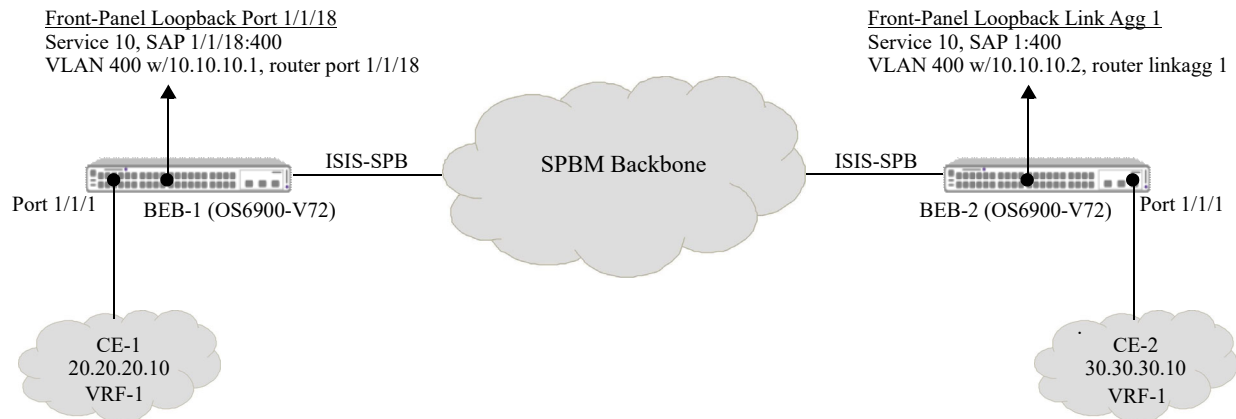 Front-Panel Loopback Port 1/1/18
Service 10, SAP 1/1/18:400
VLAN 400 w/10.10.10.1, router port 1/1/18
Front-Panel Loopback Link Agg 1
Service 10, SAP 1:400
VLAN 400 w/10.10.10.2, router linkagg 1
ISIS-SPB
SPBM Backbone
ISIS-SPB
Port 1/1/1
BEB-1 (OS6900-V72)
BEB-2 (OS6900-V72)
Port 1/1/1
CE-1
20.20.20.10
VRF-1
CE-2
30.30.30.10
VRF-1